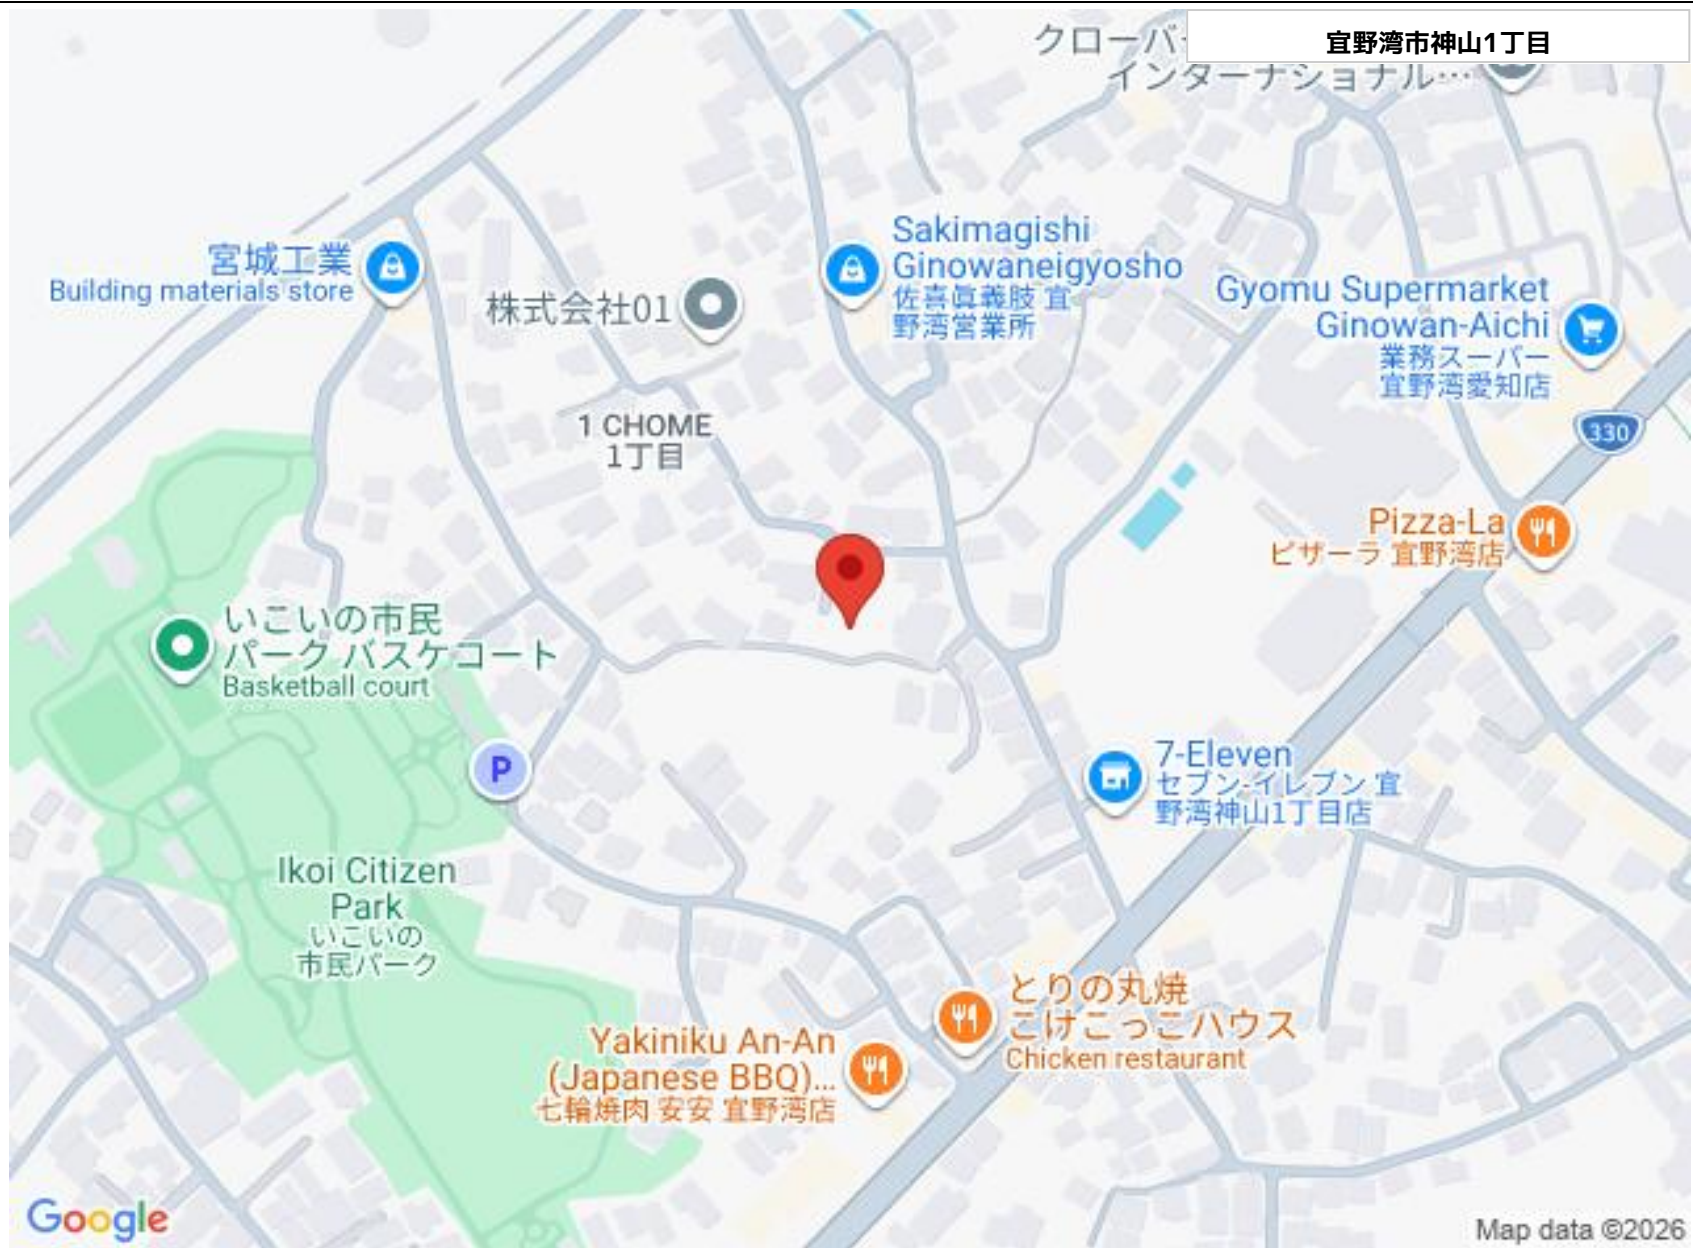 宜野湾市神山1丁目
クローバー
インターナショナル…
宮城工業
Building materials store
株式会社01
Sakimagishi
Ginowaneigyosho
佐喜眞義肢 宜
野湾営業所
Gyomu Supermarket
Ginowan-Aichi
業務スーパー
宜野湾愛知店
330
1 CHOME
1丁目
Pizza-La
ピザーラ 宜野湾店
いこいの市民
パーク バスケコート
Basketball court
P
7-Eleven
セブン-イレブン 宜
野湾神山1丁目店
Ikoi Citizen
Park
いこいの
市民パーク
とりの丸焼
こけこっこハウス
Chicken restaurant
Yakiniku An-An
(Japanese BBQ)...
七輪焼肉 安安 宜野湾店
Google
Map data ©2026